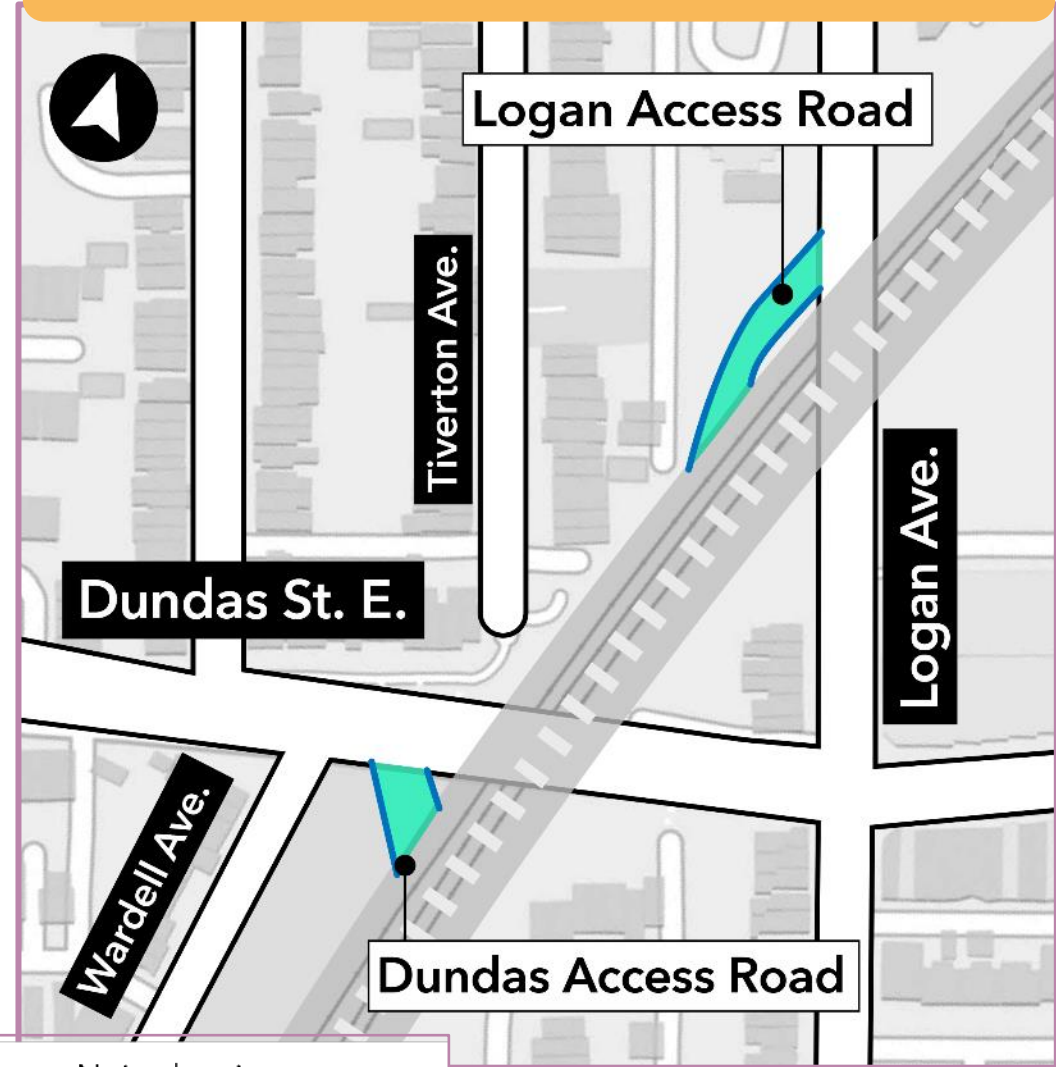 Logan Access Road
Tiverton Ave.
Logan Ave.
Dundas St. E.
Wardell Ave.
Dundas Access Road